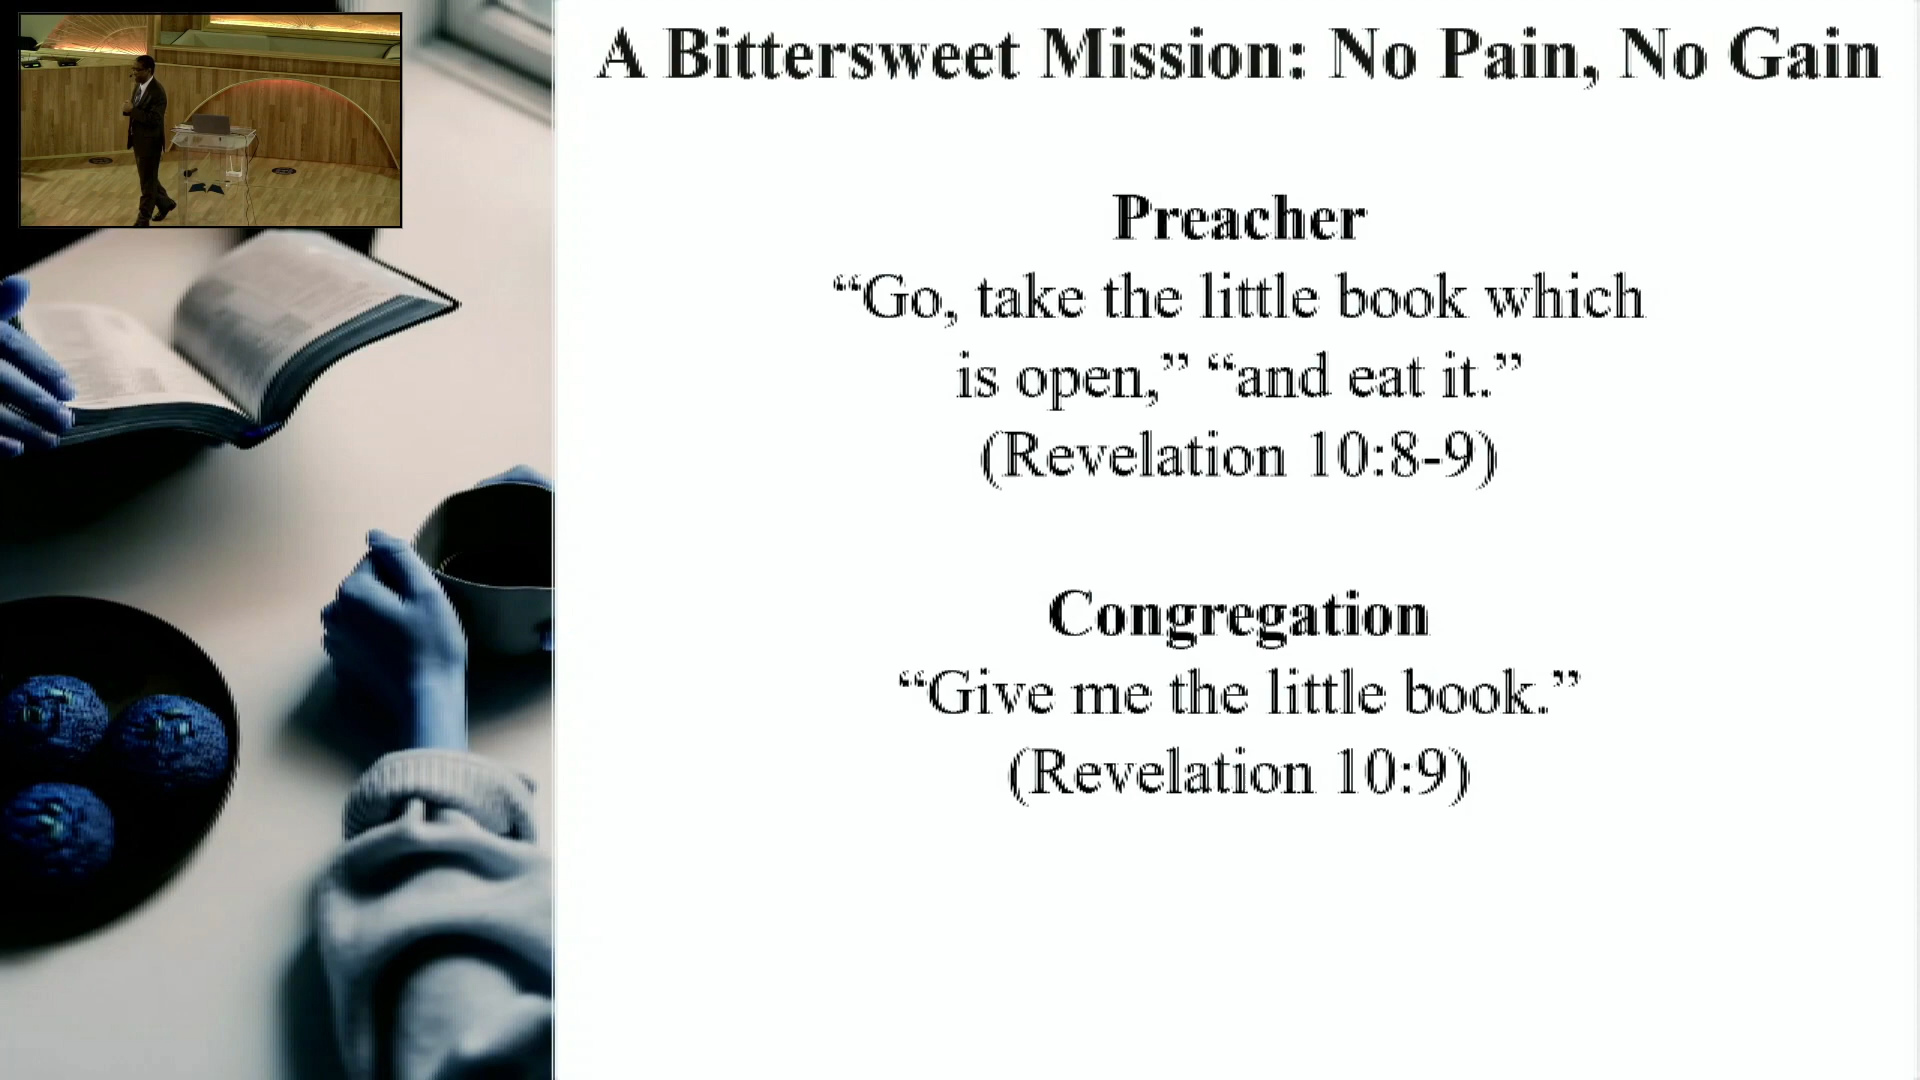 A Bittersweet Mission: No Pain, No Gain
Preacher
“Go, take the little book which
is open,” “and eat it.”
(Revelation 10:8-9)
Congregation
“Give me the little book.”
(Revelation 10:9)